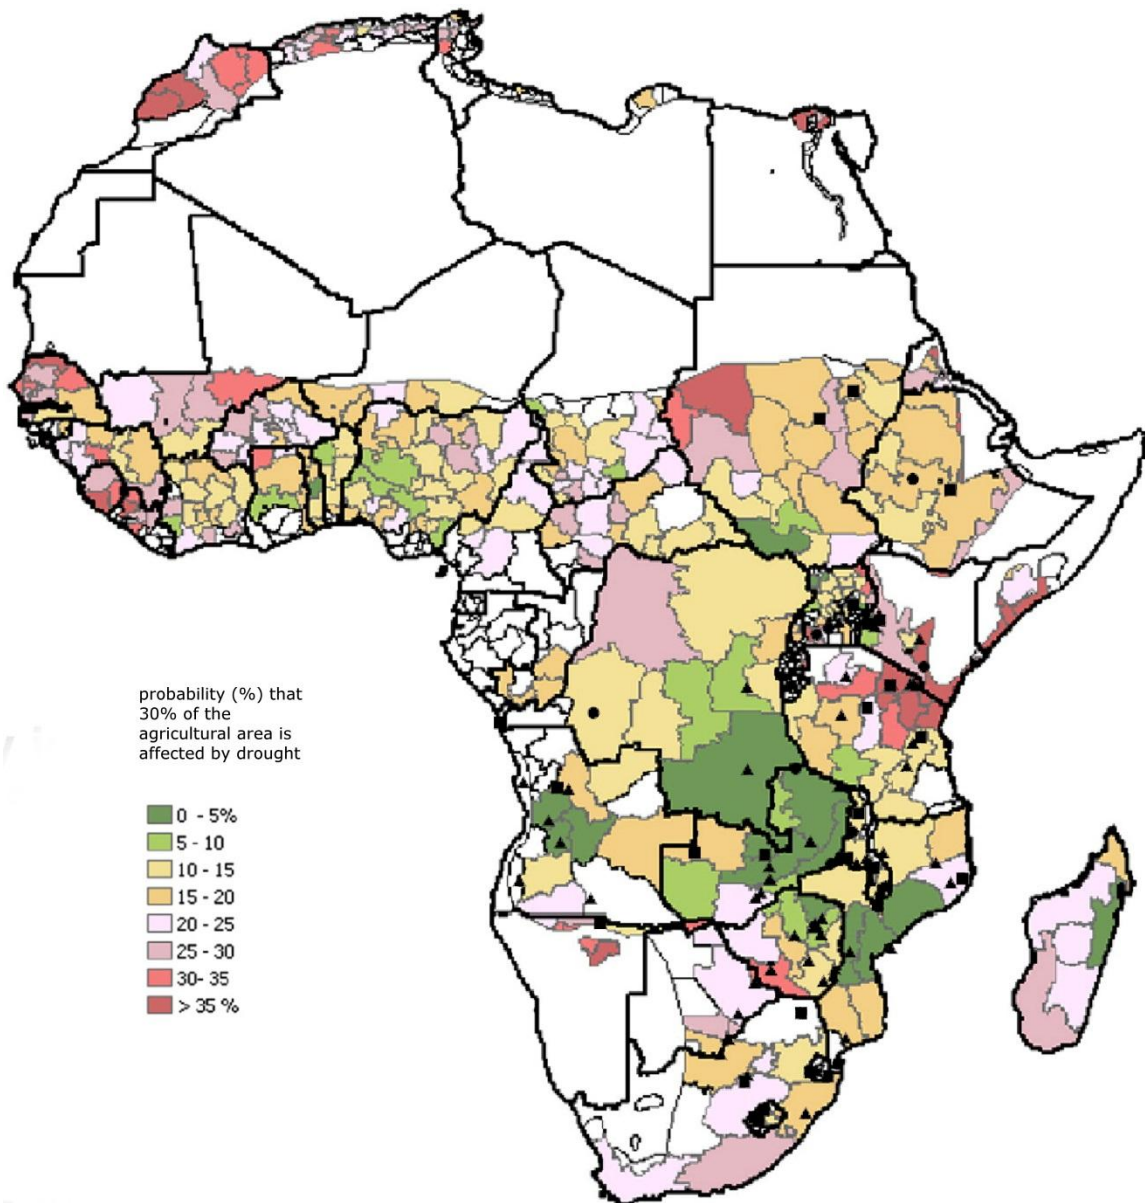 probability (%) that
30% of the
agricultural area is
affected by drought
0 - 5%
5 - 10
10 - 15
15 - 20
20 - 25
25 - 30
30- 35
> 35 %